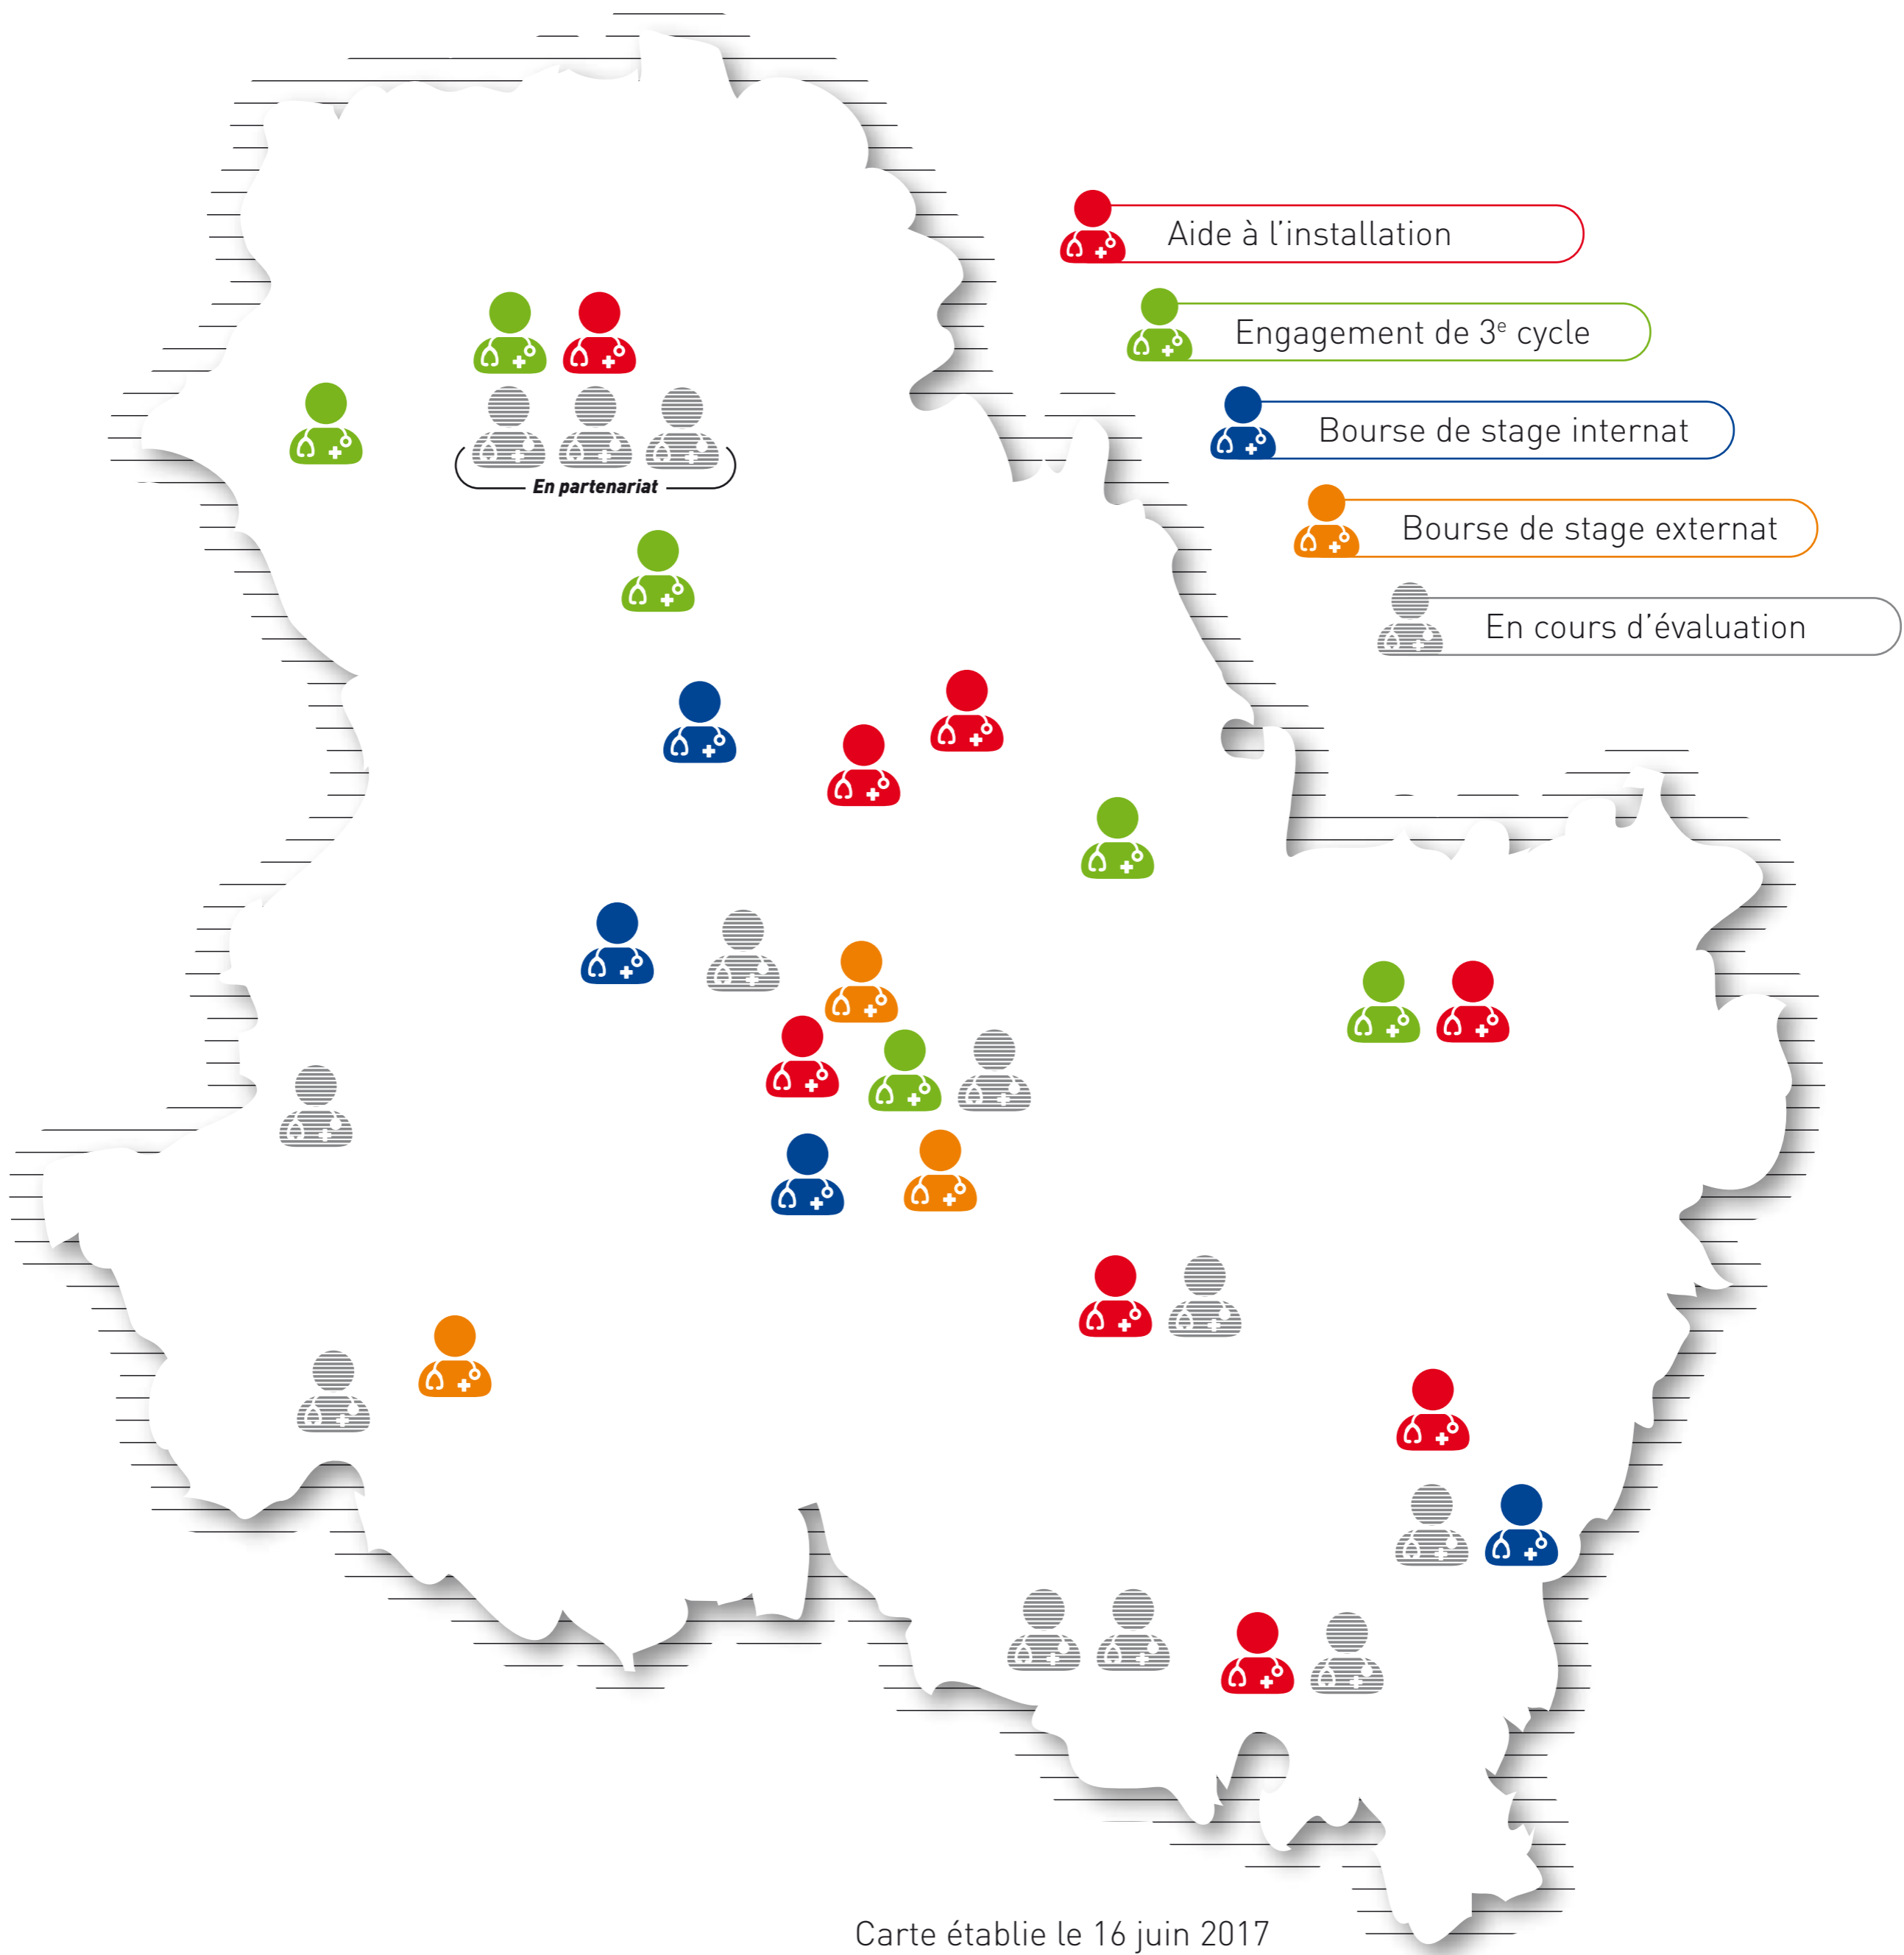 Aide à l'installation
Engagement de 3e cycle
Bourse de stage internat
Bourse de stage externat
En cours d'évaluation
En partenariat
Carte établie le 16 juin 2017